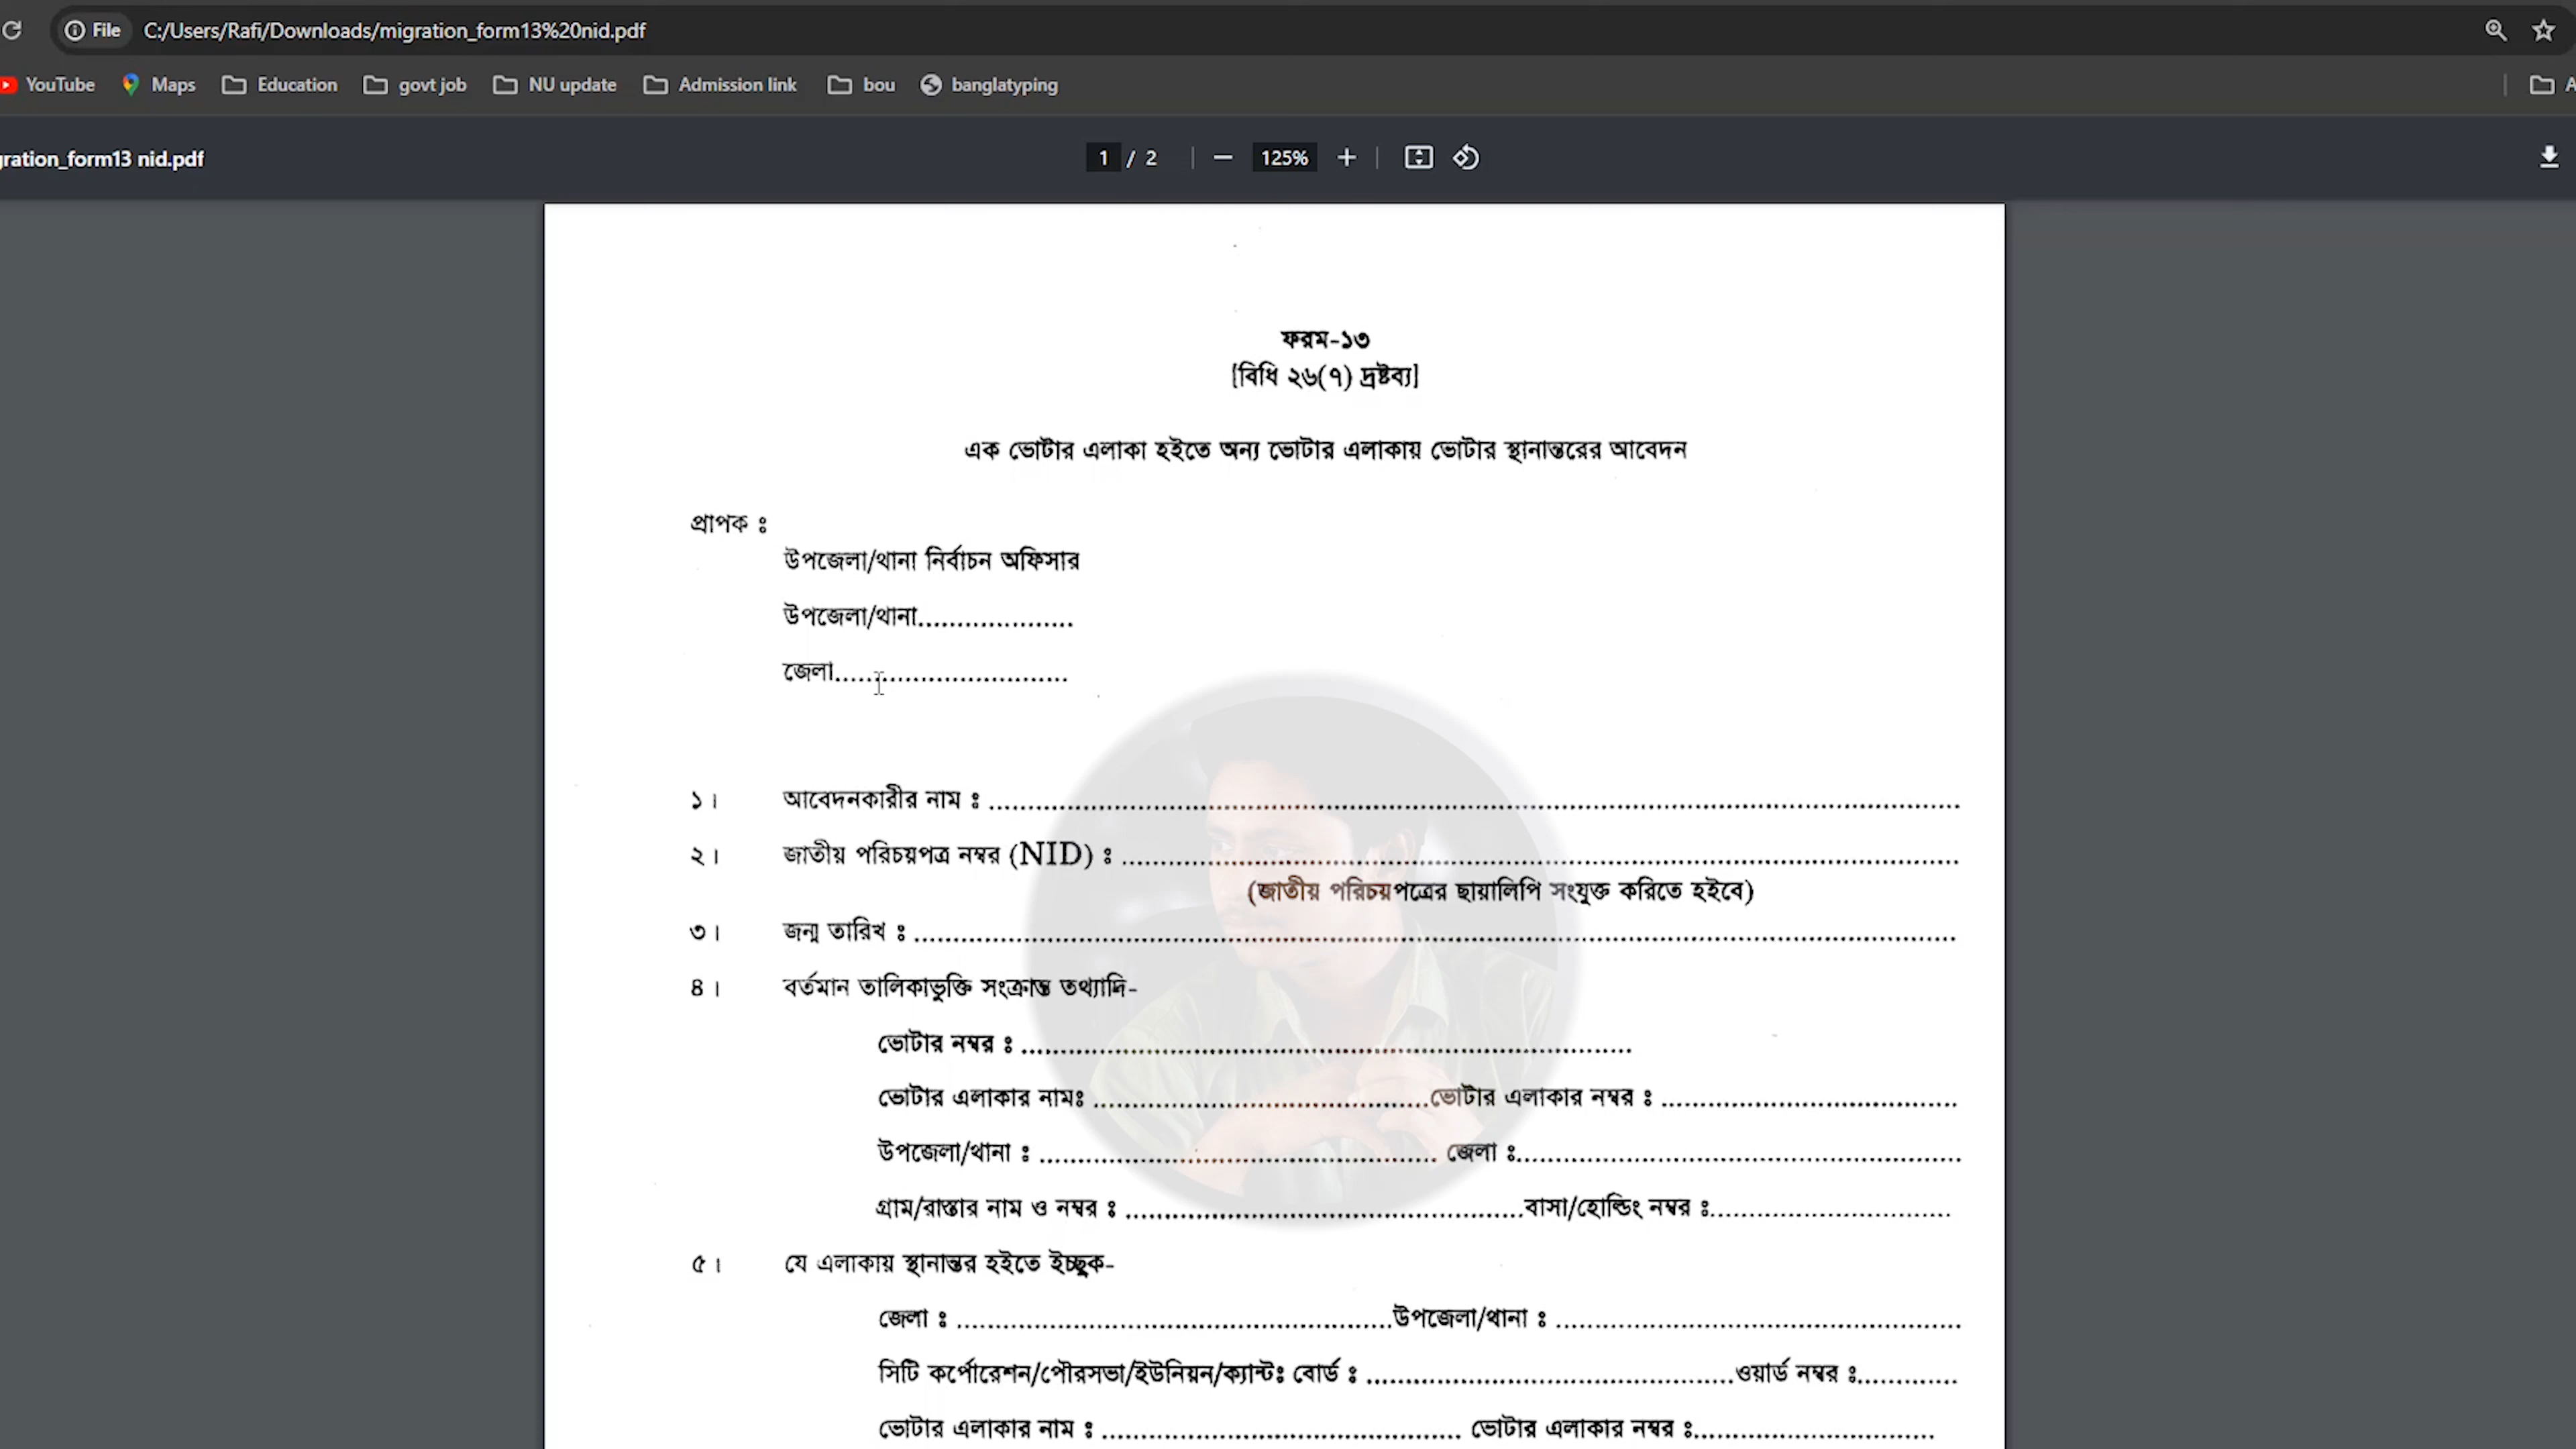 File C:/Users/Rafi/Downloads/migration_form13%20nid.pdf
YouTube Maps Education govt job NU update Admission link bou banglatyping
gration_form13 nid.pdf 1 / 2 125%
ফরম-১৩
[বিধি ২৬(৭) দ্রষ্টব্য]
এক ভোটার এলাকা হইতে অন্য ভোটার এলাকায় ভোটার স্থানান্তরের আবেদন
প্রাপক ঃ
উপজেলা/থানা নির্বাচন অফিসার
উপজেলা/থানা....................
জেলা..............................
১। আবেদনকারীর নাম ঃ ....................
২। জাতীয় পরিচয়পত্র নম্বর (NID) ঃ ....................
(জাতীয় পরিচয়পত্রের ছায়ালিপি সংযুক্ত করিতে হইবে)
৩। জন্ম তারিখ ঃ ....................
৪। বর্তমান তালিকাভুক্তি সংক্রান্ত তথ্যাদি-
ভোটার নম্বর ঃ ....................
ভোটার এলাকার নামঃ ....................ভোটার এলাকার নম্বর ঃ ....................
উপজেলা/থানা ঃ .................... জেলা ঃ....................
গ্রাম/রাস্তার নাম ও নম্বর ঃ ....................বাসা/হোল্ডিং নম্বর ঃ....................
৫। যে এলাকায় স্থানান্তর হইতে ইচ্ছুক-
জেলা ঃ ....................উপজেলা/থানা ঃ ....................
সিটি কর্পোরেশন/পৌরসভা/ইউনিয়ন/ক্যান্টঃ বোর্ড ঃ ....................ওয়ার্ড নম্বর ঃ.............
ভোটার এলাকার নাম ঃ .................... ভোটার এলাকার নম্বর ঃ....................